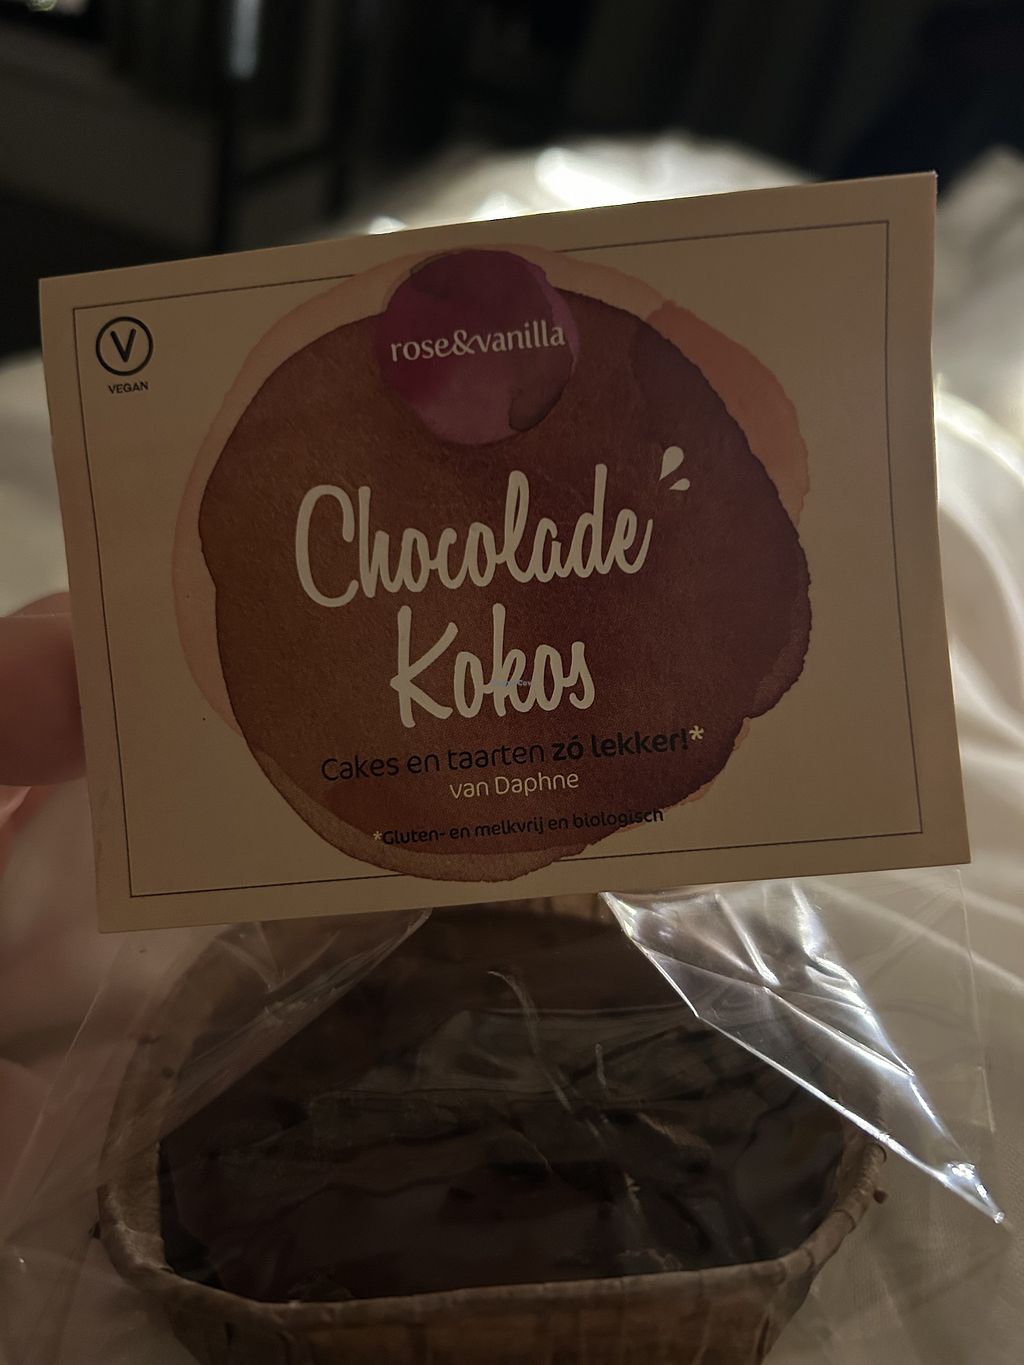 rose&vanilla
V
VEGAN
Chocolade
Kokos
Cakes en taarten zó lekker!*
van Daphne
*Gluten- en melkvrij en biologisch